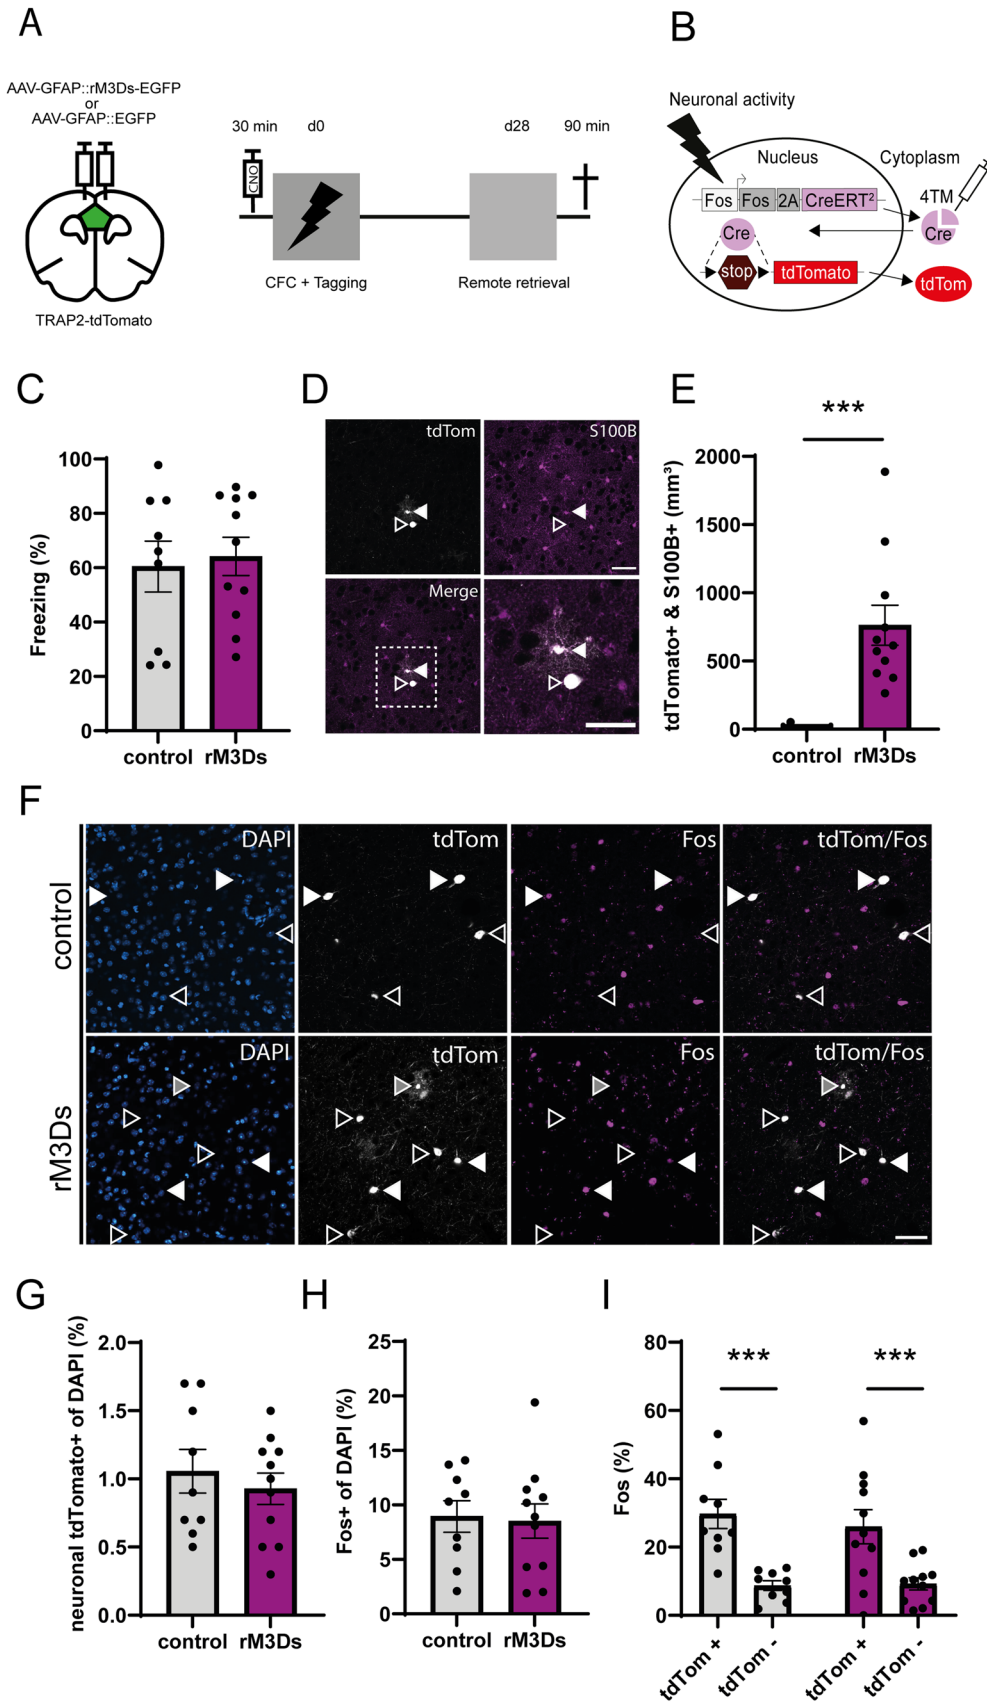 A
AAV-GFAP::rM3Ds-EGFP
or
AAV-GFAP::EGFP
TRAP2-tdTomato
30 min
d0
d28
90 min
CNO
CFC + Tagging
Remote retrieval
B
Neuronal activity
Nucleus
Cytoplasm
4TM
Fos
Fos
2A
CreERT²
Cre
Cre
stop
tdTomato
tdTom
C
Freezing (%)
100
80
60
40
20
0
control
rM3Ds
D
tdTom
S100B
Merge
E
***
tdTomato+ & S100B+ (mm³)
2000
1500
1000
500
0
control
rM3Ds
F
control
DAPI
tdTom
Fos
tdTom/Fos
rM3Ds
DAPI
tdTom
Fos
tdTom/Fos
G
neuronal tdTomato+ of DAPI (%)
2.0
1.5
1.0
0.5
0.0
control
rM3Ds
H
Fos+ of DAPI (%)
25
20
15
10
5
0
control
rM3Ds
I
Fos (%)
80
60
40
20
0
***
***
tdTom +
tdTom -
tdTom +
tdTom -